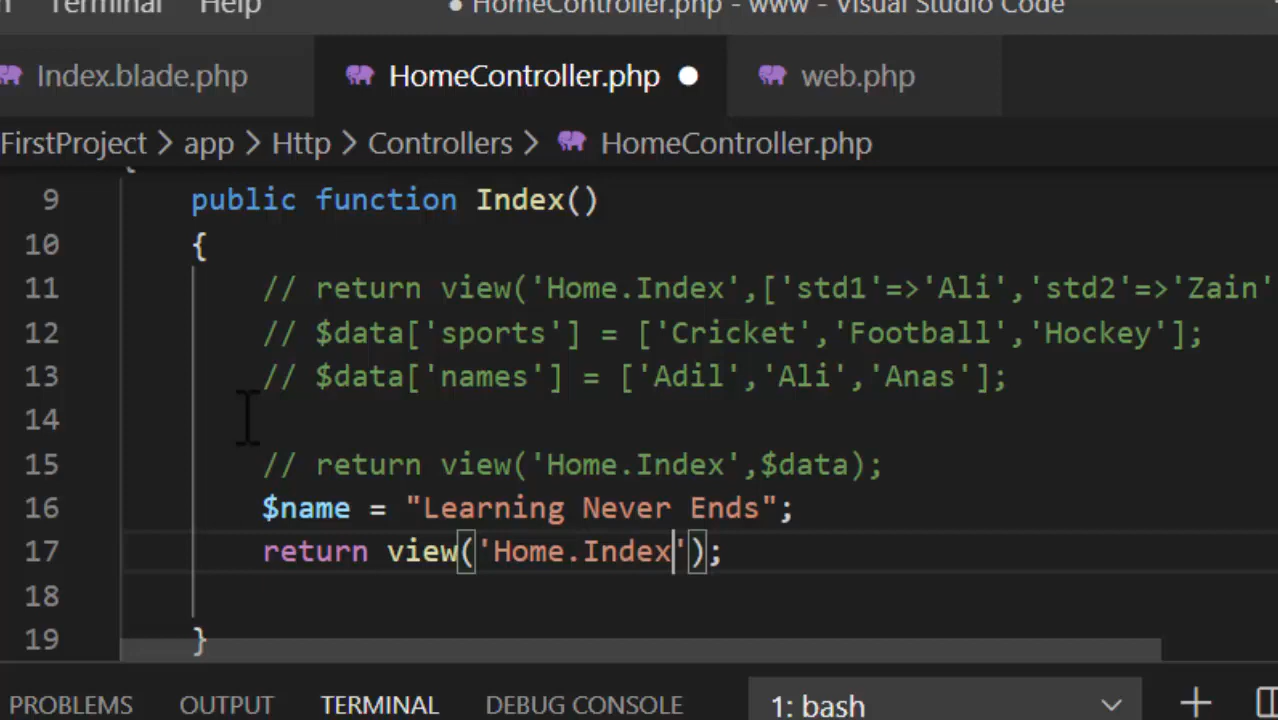 Terminal Help ● HomeController.php - www - Visual Studio Code
Index.blade.php HomeController.php ● web.php
FirstProject > app > Http > Controllers > HomeController.php
9 public function Index()
10 {
11 // return view('Home.Index',['std1'=>'Ali','std2'=>'Zain'
12 // $data['sports'] = ['Cricket','Football','Hockey'];
13 // $data['names'] = ['Adil','Ali','Anas'];
14
15 // return view('Home.Index',$data);
16 $name = "Learning Never Ends";
17 return view('Home.Index');
18
19 }
PROBLEMS OUTPUT TERMINAL DEBUG CONSOLE 1: bash